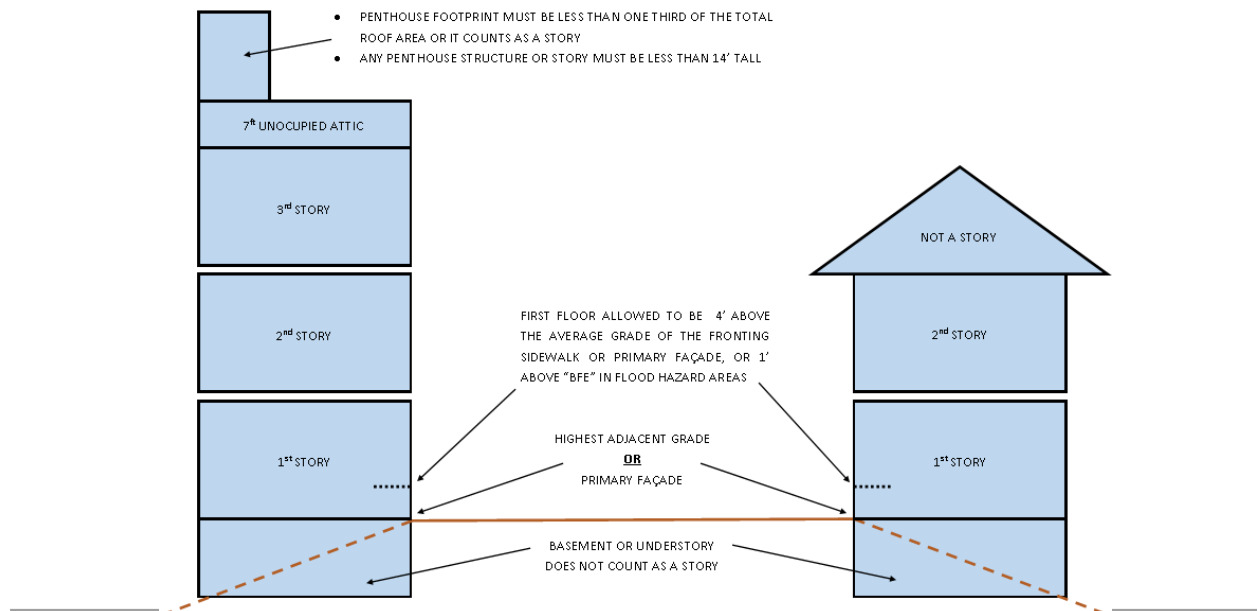 • PENTHOUSE FOOTPRINT MUST BE LESS THAN ONE THIRD OF THE TOTAL
ROOF AREA OR IT COUNTS AS A STORY
• ANY PENTHOUSE STRUCTURE OR STORY MUST BE LESS THAN 14' TALL
7ft UNOCUPIED ATTIC
3rd STORY
NOT A STORY
FIRST FLOOR ALLOWED TO BE 4' ABOVE
THE AVERAGE GRADE OF THE FRONTING
SIDEWALK OR PRIMARY FAÇADE, OR 1'
ABOVE "BFE" IN FLOOD HAZARD AREAS
2nd STORY
2nd STORY
HIGHEST ADJACENT GRADE
OR
PRIMARY FAÇADE
1st STORY
1st STORY
BASEMENT OR UNDERSTORY
DOES NOT COUNT AS A STORY